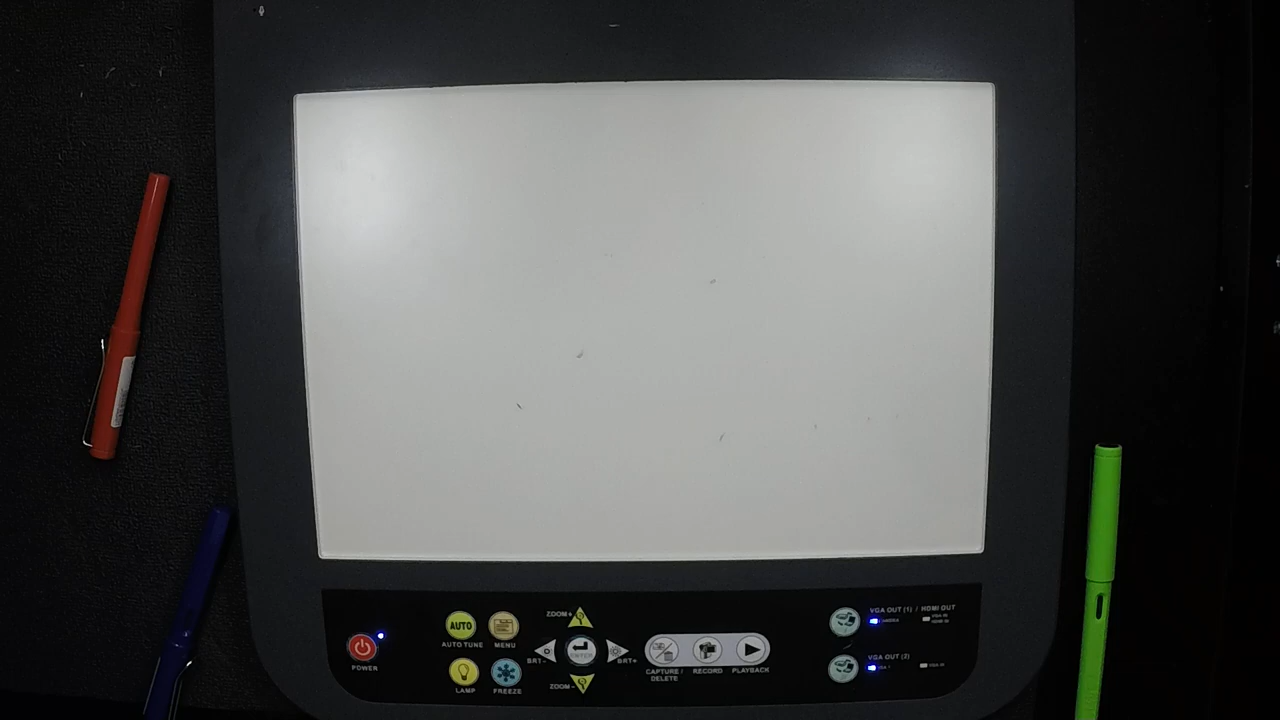 VGA OUT (1) / HDMI OUT
ZOOM+
AUTO
AUTO TUNE
MENU
ENTER
BRT-
BRT+
POWER
CAPTURE /
DELETE
RECORD
PLAYBACK
VGA OUT (2)
LAMP
FREEZE
ZOOM-